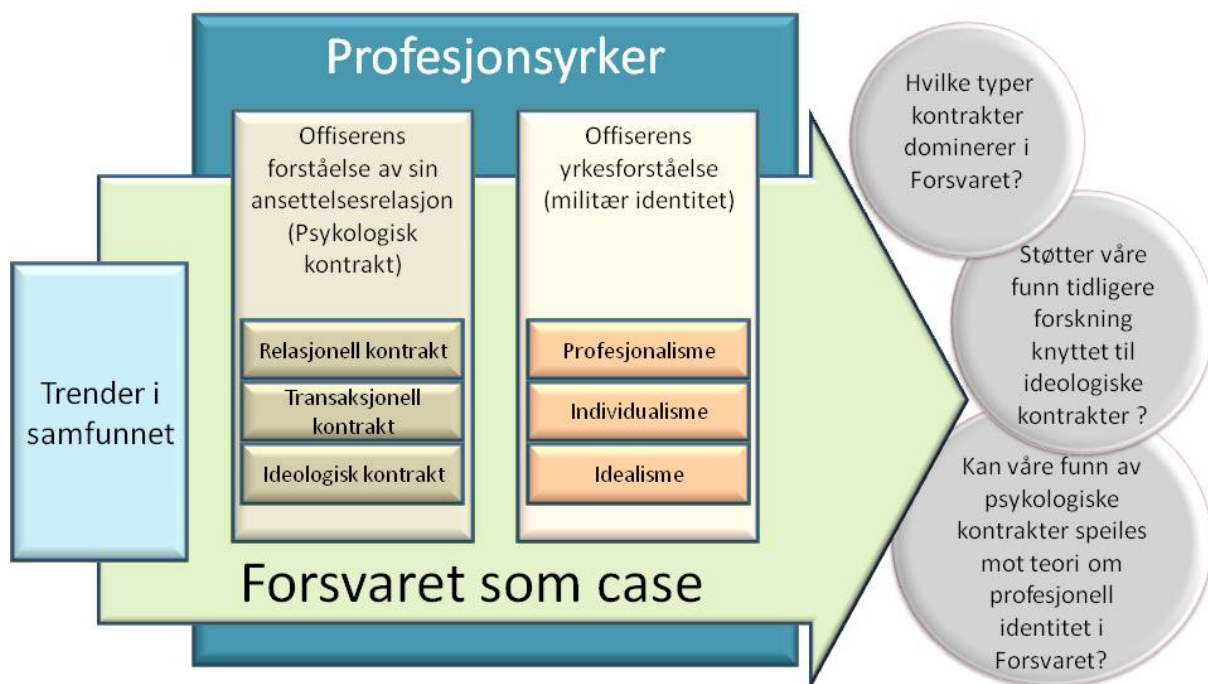 Profesjonsyrker
Offiserens
forståelse av sin
ansettelsesrelasjon
(Psykologisk
kontrakt)
Relasjonell kontrakt
Transaksjonell
kontrakt
Ideologisk kontrakt
Offiserens
yrkesforståelse
(militær identitet)
Profesjonalisme
Individualisme
Idealisme
Trender i
samfunnet
Forsvaret som case
Hvilke typer
kontrakter
dominerer i
Forsvaret?
Støtter våre
funn tidligere
forskning
knyttet til
ideologiske
kontrakter ?
Kan våre funn av
psykologiske
kontrakter speiles
mot teori om
profesjonell
identitet i
Forsvaret?